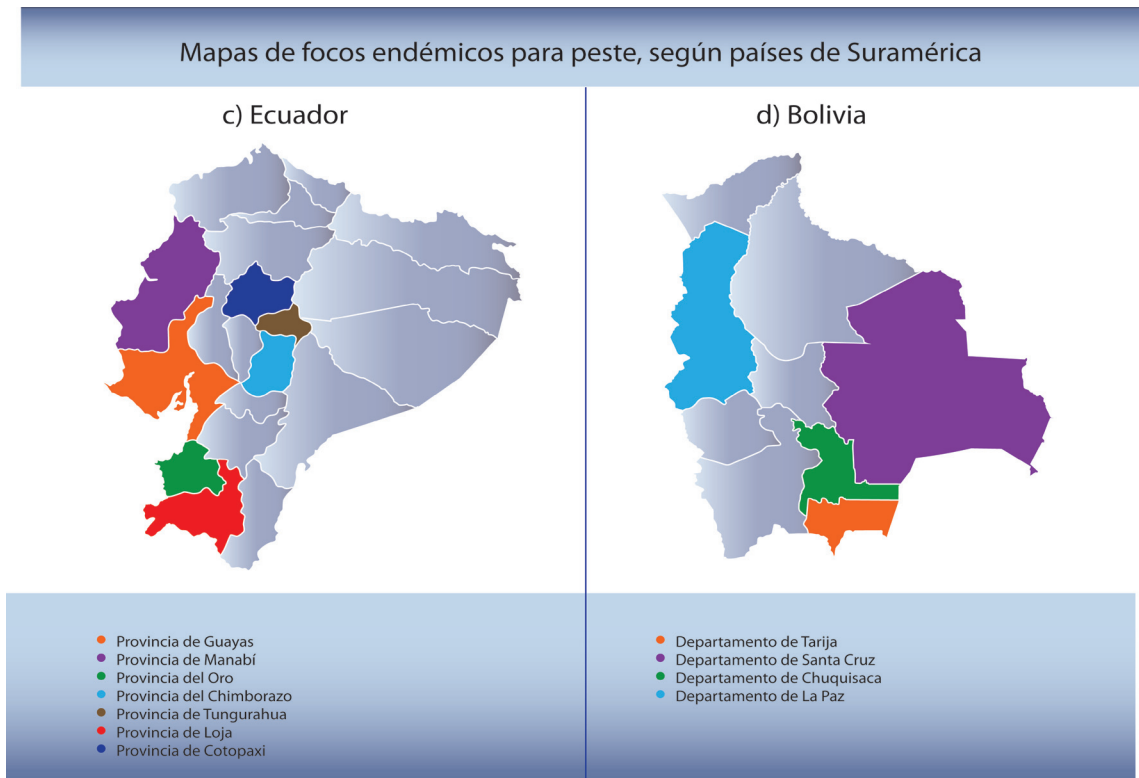 Mapas de focos endémicos para peste, según países de Suramérica
c) Ecuador
Provincia de Guayas
Provincia de Manabí
Provincia del Oro
Provincia del Chimborazo
Provincia de Tungurahua
Provincia de Loja
Provincia de Cotopaxi
d) Bolivia
Departamento de Tarija
Departamento de Santa Cruz
Departamento de Chuquisaca
Departamento de La Paz